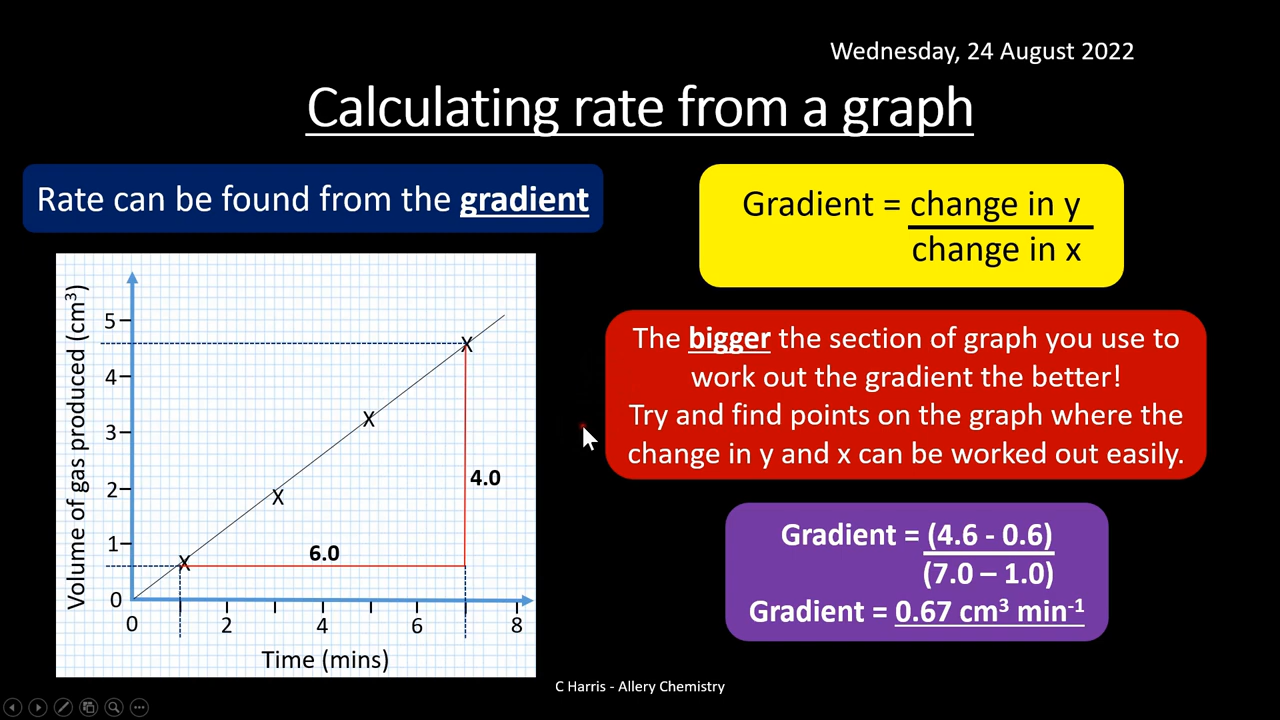 Wednesday, 24 August 2022
Calculating rate from a graph
Rate can be found from the gradient
Gradient = change in y
change in x
The bigger the section of graph you use to
work out the gradient the better!
Try and find points on the graph where the
change in y and x can be worked out easily.
Gradient = (4.6 - 0.6)
(7.0 – 1.0)
Gradient = 0.67 cm³ min⁻¹
Volume of gas produced (cm³)
5
4
3
2
1
0
X
X
X
X
4.0
6.0
0 2 4 6 8
Time (mins)
C Harris - Allery Chemistry